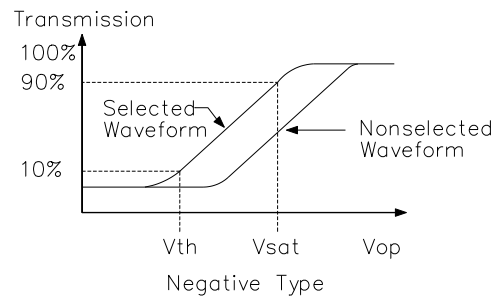 Transmission
100%
90%
Selected
Waveform
Nonselected
Waveform
10%
Vth
Vsat
Vop
Negative Type